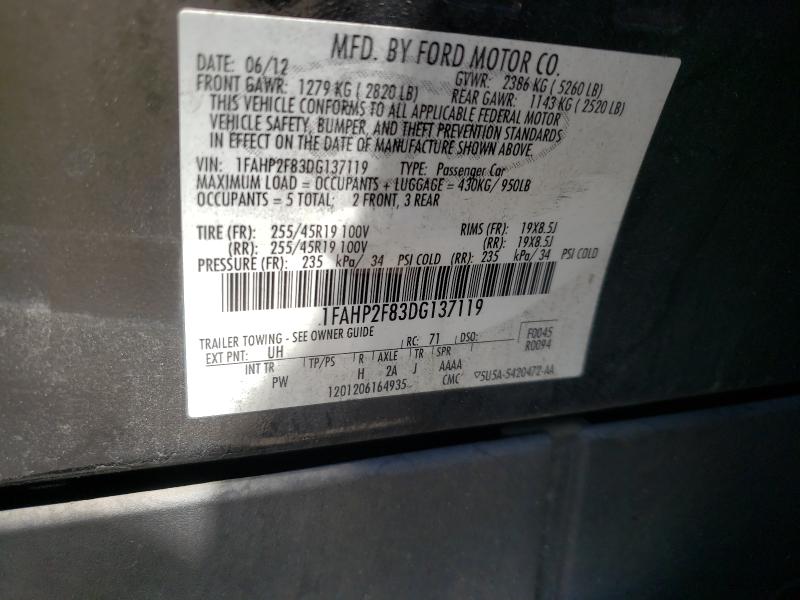 MFD. BY FORD MOTOR CO.
DATE: 06/12 GVWR: 2386 KG ( 5260 LB)
FRONT GAWR: 1279 KG ( 2820 LB) REAR GAWR: 1143 KG ( 2520 LB)
THIS VEHICLE CONFORMS TO ALL APPLICABLE FEDERAL MOTOR
VEHICLE SAFETY, BUMPER, AND THEFT PREVENTION STANDARDS
IN EFFECT ON THE DATE OF MANUFACTURE SHOWN ABOVE.
VIN: 1FAHP2F83DG137119 TYPE: Passenger Car
MAXIMUM LOAD = OCCUPANTS + LUGGAGE = 430KG/ 950LB
OCCUPANTS = 5 TOTAL; 2 FRONT, 3 REAR
TIRE (FR): 255/45R19 100V RIMS (FR): 19X8.5J
(RR): 255/45R19 100V (RR): 19X8.5J
PRESSURE (FR): 235 kPa/ 34 PSI COLD (RR): 235 kPa/ 34 PSI COLD
1FAHP2F83DG137119
TRAILER TOWING - SEE OWNER GUIDE
EXT PNT: UH RC: 71 DSO: F0045
R0094
INT TR TP/PS R AXLE TR SPR
PW H 2A J AAAA
1201206164935 CMC ▽5U5A-5420472-AA